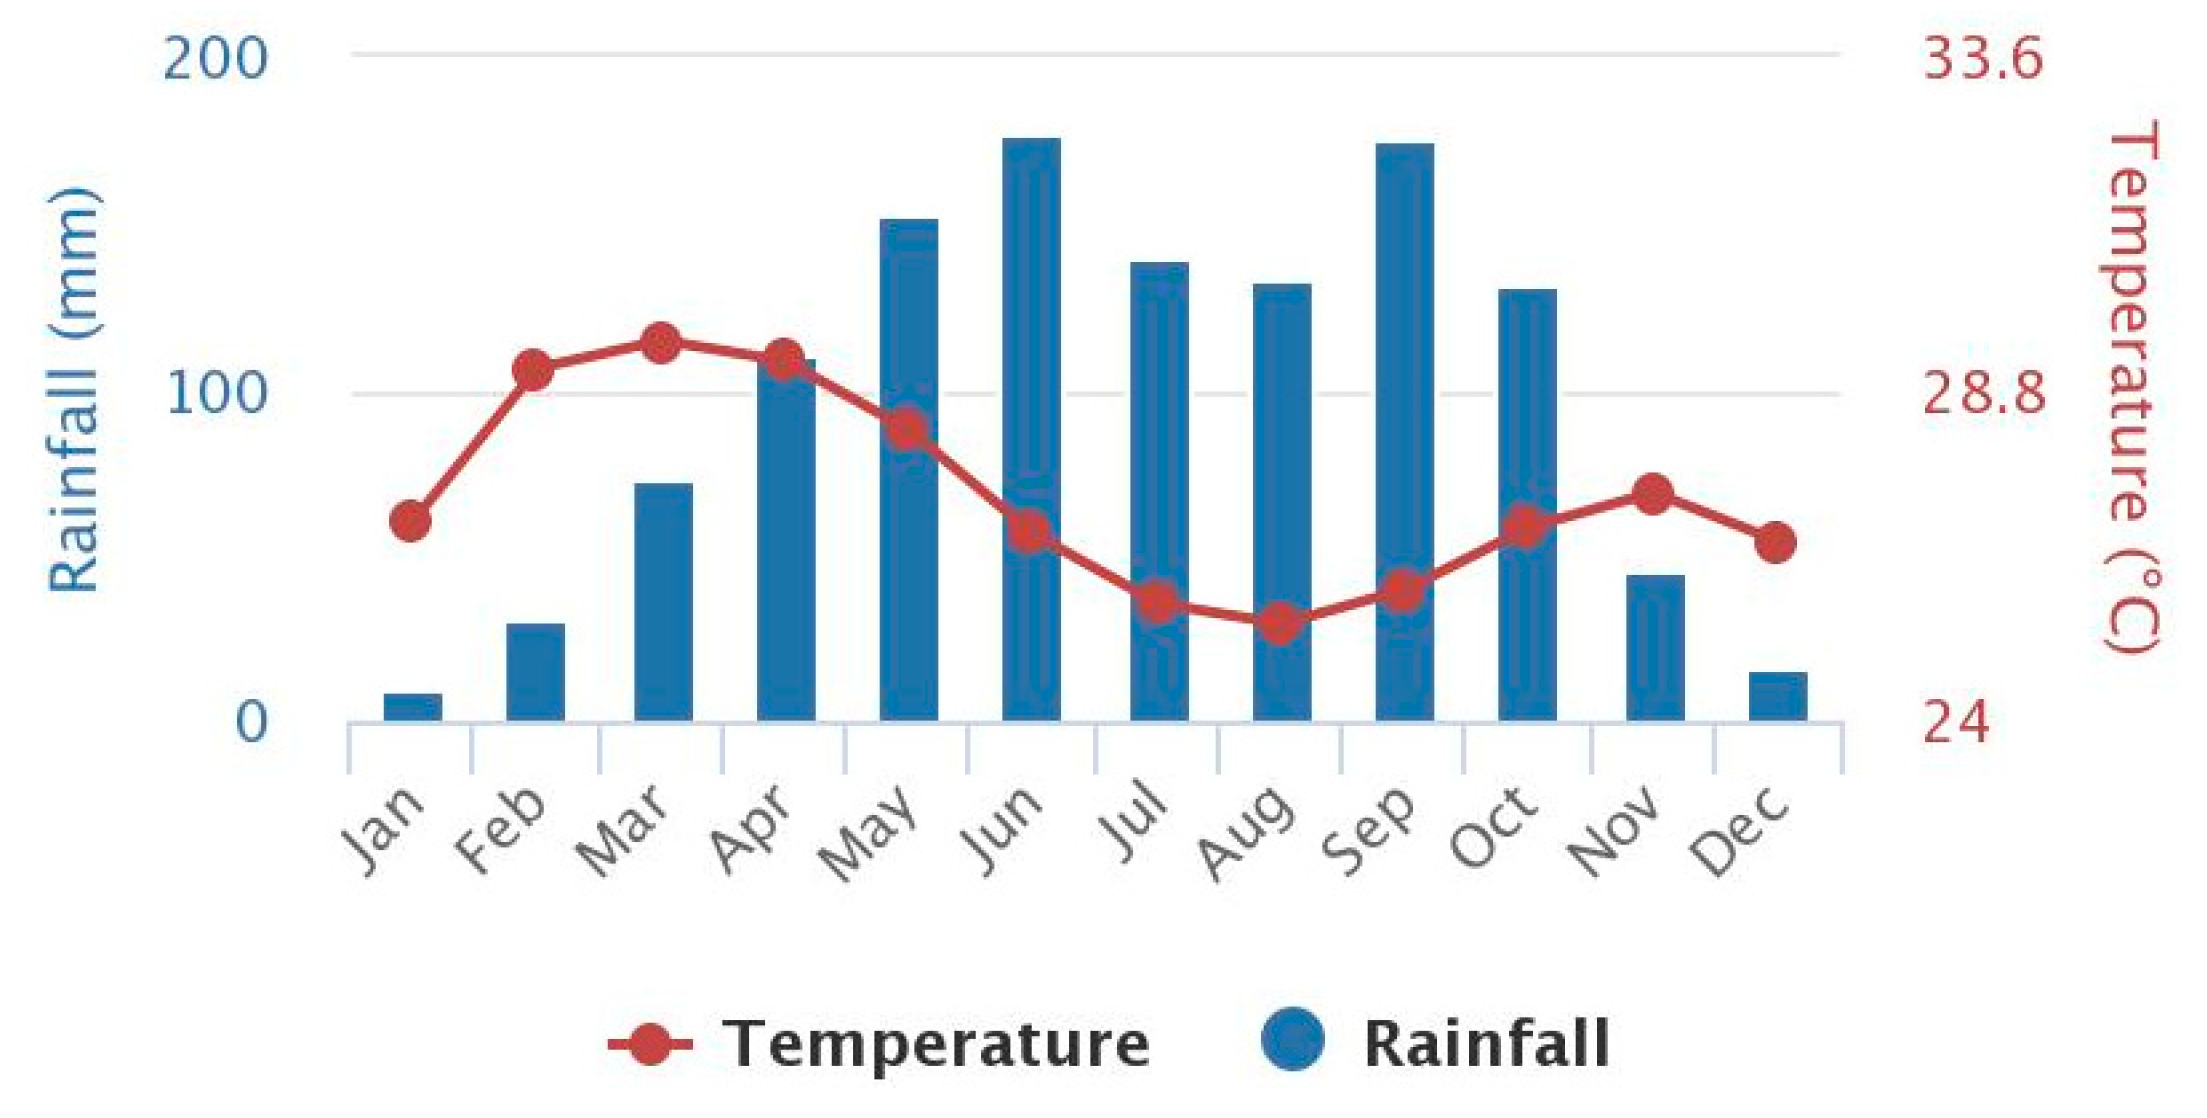 200
100
0
Rainfall (mm)
33.6
28.8
24
Temperature (°C)
Jan
Feb
Mar
Apr
May
Jun
Jul
Aug
Sep
Oct
Nov
Dec
Temperature
Rainfall